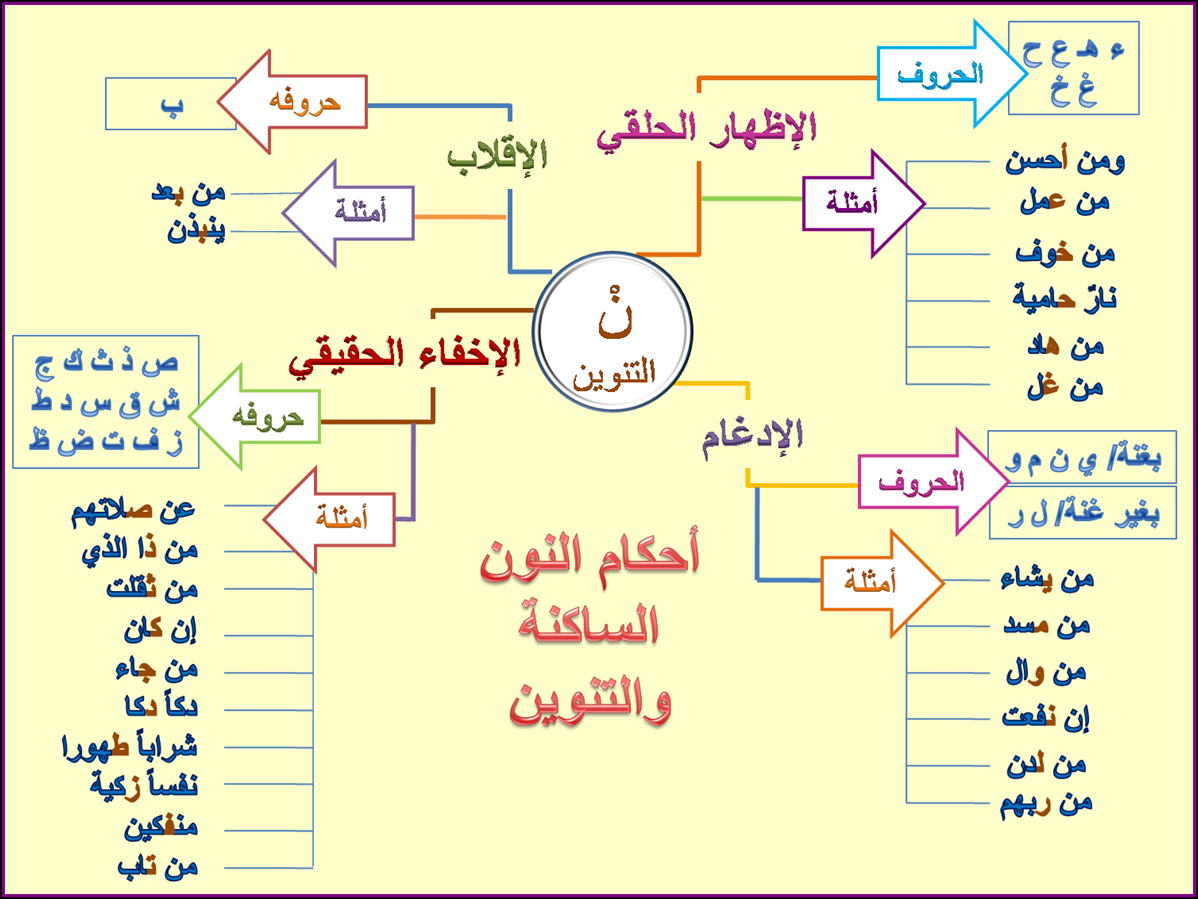 أحكام النون
الساكنة
والتنوين
نْ
التنوين
الإظهار الحلقي
الحروف
ء هـ ع ح
غ خ
أمثلة
ومن أحسن
من عمل
من خوف
نارٌ حامية
من هاد
من غل
الإدغام
الحروف
بغنة/ ي ن م و
بغير غنة/ ل ر
أمثلة
من يشاء
من مسد
من وال
إن نفعت
من لدن
من ربهم
الإقلاب
حروفه
ب
أمثلة
من بعد
ينبذن
الإخفاء الحقيقي
حروفه
ص ذ ث ك ج
ش ق س د ط
ز ف ت ض ظ
أمثلة
عن صلاتهم
من ذا الذي
من ثقلت
إن كان
من جاء
دكاً دكا
شراباً طهورا
نفساً زكية
منفكين
من تاب